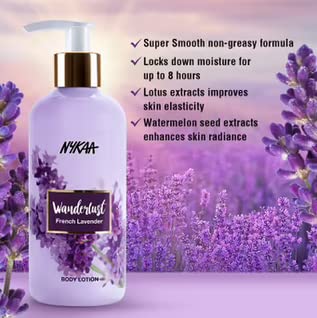 Super Smooth non-greasy formula
Locks down moisture for
up to 8 hours
Lotus extracts improves
skin elasticity
Watermelon seed extracts
enhances skin radiance
NYKAA
Wanderlust
French Lavender
BODY LOTION